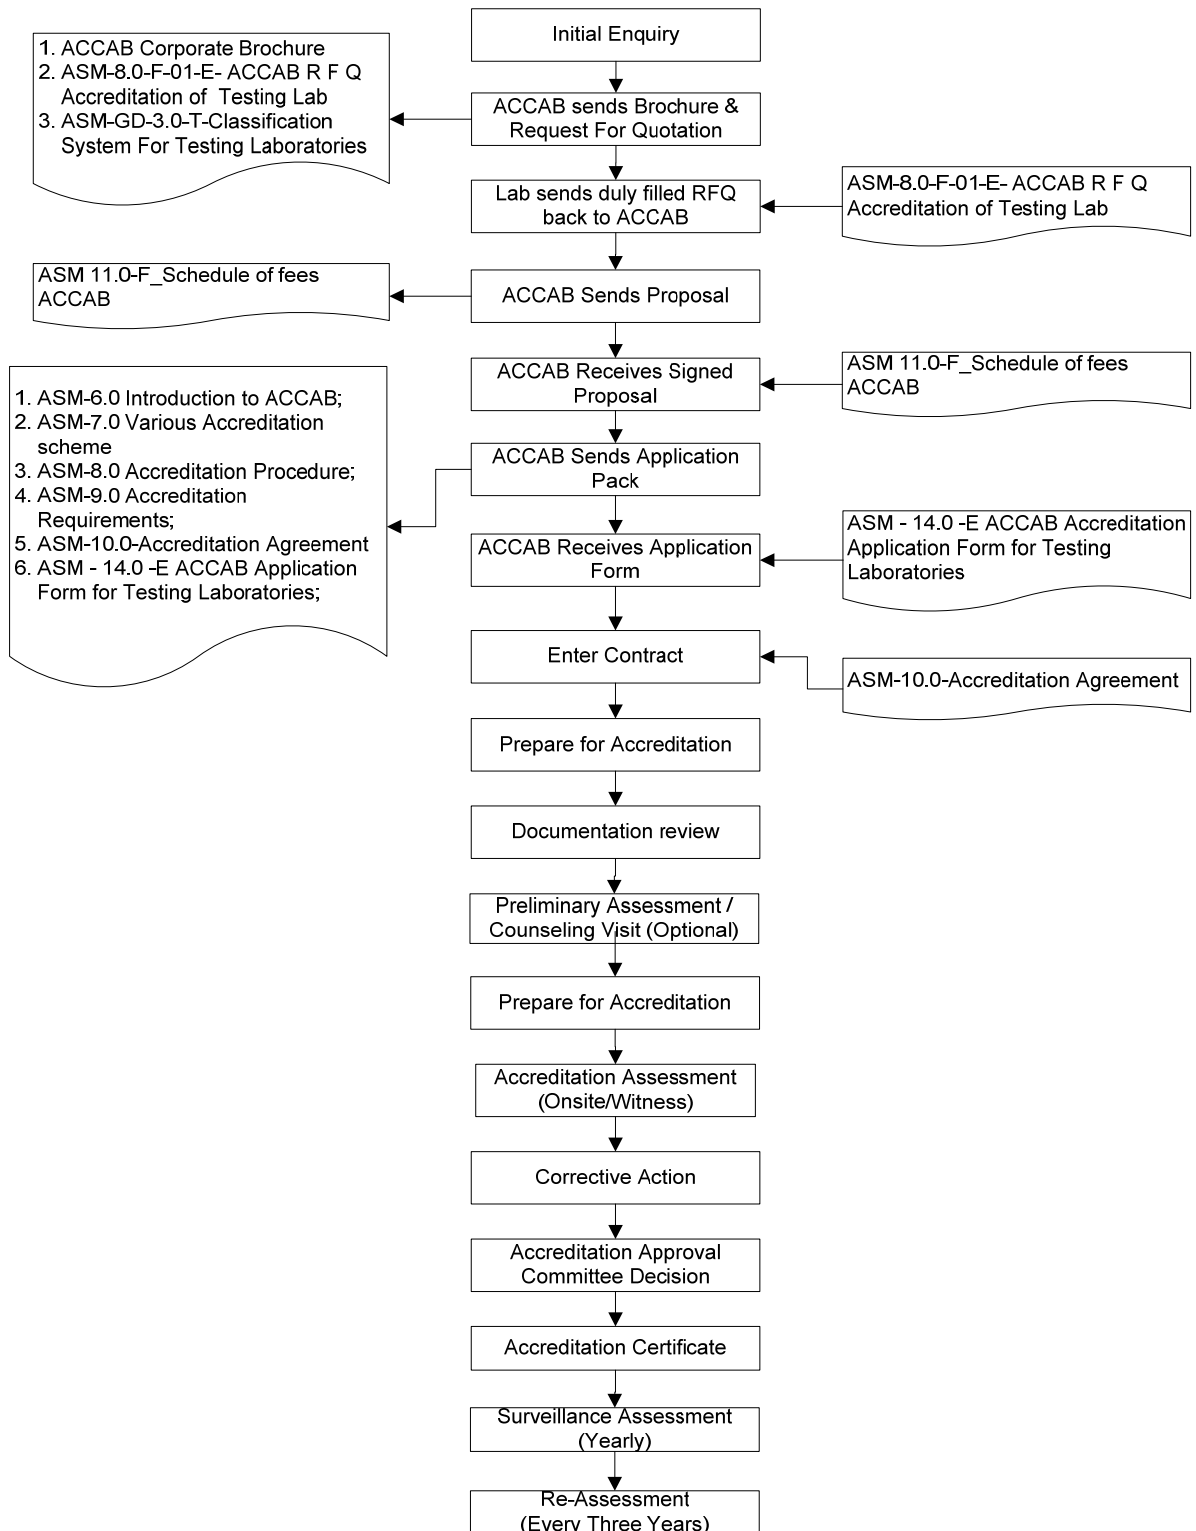 Initial Enquiry
1. ACCAB Corporate Brochure
2. ASM-8.0-F-01-E- ACCAB R F Q
Accreditation of Testing Lab
3. ASM-GD-3.0-T-Classification
System For Testing Laboratories
ACCAB sends Brochure &
Request For Quotation
Lab sends duly filled RFQ
back to ACCAB
ASM-8.0-F-01-E- ACCAB R F Q
Accreditation of Testing Lab
ASM 11.0-F_Schedule of fees
ACCAB
ACCAB Sends Proposal
ACCAB Receives Signed
Proposal
ASM 11.0-F_Schedule of fees
ACCAB
1. ASM-6.0 Introduction to ACCAB;
2. ASM-7.0 Various Accreditation
scheme
3. ASM-8.0 Accreditation Procedure;
4. ASM-9.0 Accreditation
Requirements;
5. ASM-10.0-Accreditation Agreement
6. ASM - 14.0 -E ACCAB Application
Form for Testing Laboratories;
ACCAB Sends Application
Pack
ACCAB Receives Application
Form
ASM - 14.0 -E ACCAB Accreditation
Application Form for Testing
Laboratories
Enter Contract
ASM-10.0-Accreditation Agreement
Prepare for Accreditation
Documentation review
Preliminary Assessment /
Counseling Visit (Optional)
Prepare for Accreditation
Accreditation Assessment
(Onsite/Witness)
Corrective Action
Accreditation Approval
Committee Decision
Accreditation Certificate
Surveillance Assessment
(Yearly)
Re-Assessment
(Every Three Years)